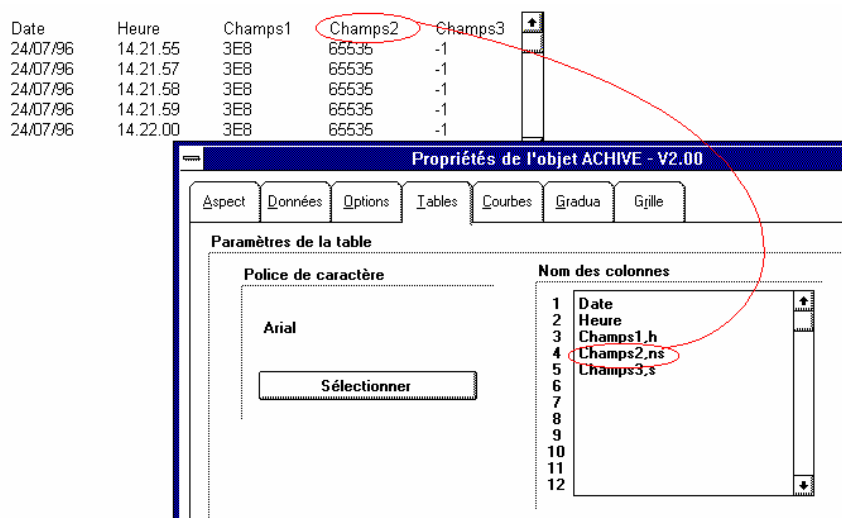 Date Heure Champs1 Champs2 Champs3
24/07/96 14.21.55 3E8 65535 -1
24/07/96 14.21.57 3E8 65535 -1
24/07/96 14.21.58 3E8 65535 -1
24/07/96 14.21.59 3E8 65535 -1
24/07/96 14.22.00 3E8 65535 -1
Propriétés de l'objet ACHIVE - V2.00
Aspect Données Options Tables Courbes Gradua Grille
Paramètres de la table
Police de caractère
Arial
Sélectionner
Nom des colonnes
1 Date
2 Heure
3 Champs1,h
4 Champs2,ns
5 Champs3,s
6
7
8
9
10
11
12